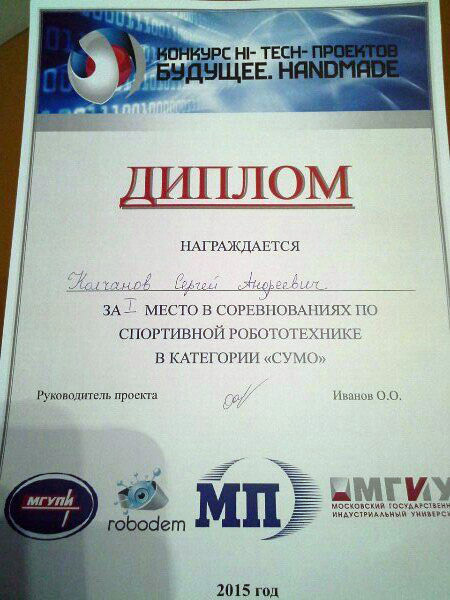 КОНКУРС HI- TECH- ПРОЕКТОВ
БУДУЩЕЕ. HANDMADE
ДИПЛОМ
НАГРАЖДАЕТСЯ
Колчанов Сергей Андреевич
ЗА I МЕСТО В СОРЕВНОВАНИЯХ ПО
СПОРТИВНОЙ РОБОТОТЕХНИКЕ
В КАТЕГОРИИ «СУМО»
Руководитель проекта Иванов О.О.
МГУПИ
robodem
МП
МГИУ
МОСКОВСКИЙ ГОСУДАРСТВЕНН
ИНДУСТРИАЛЬНЫЙ УНИВЕРС
2015 год